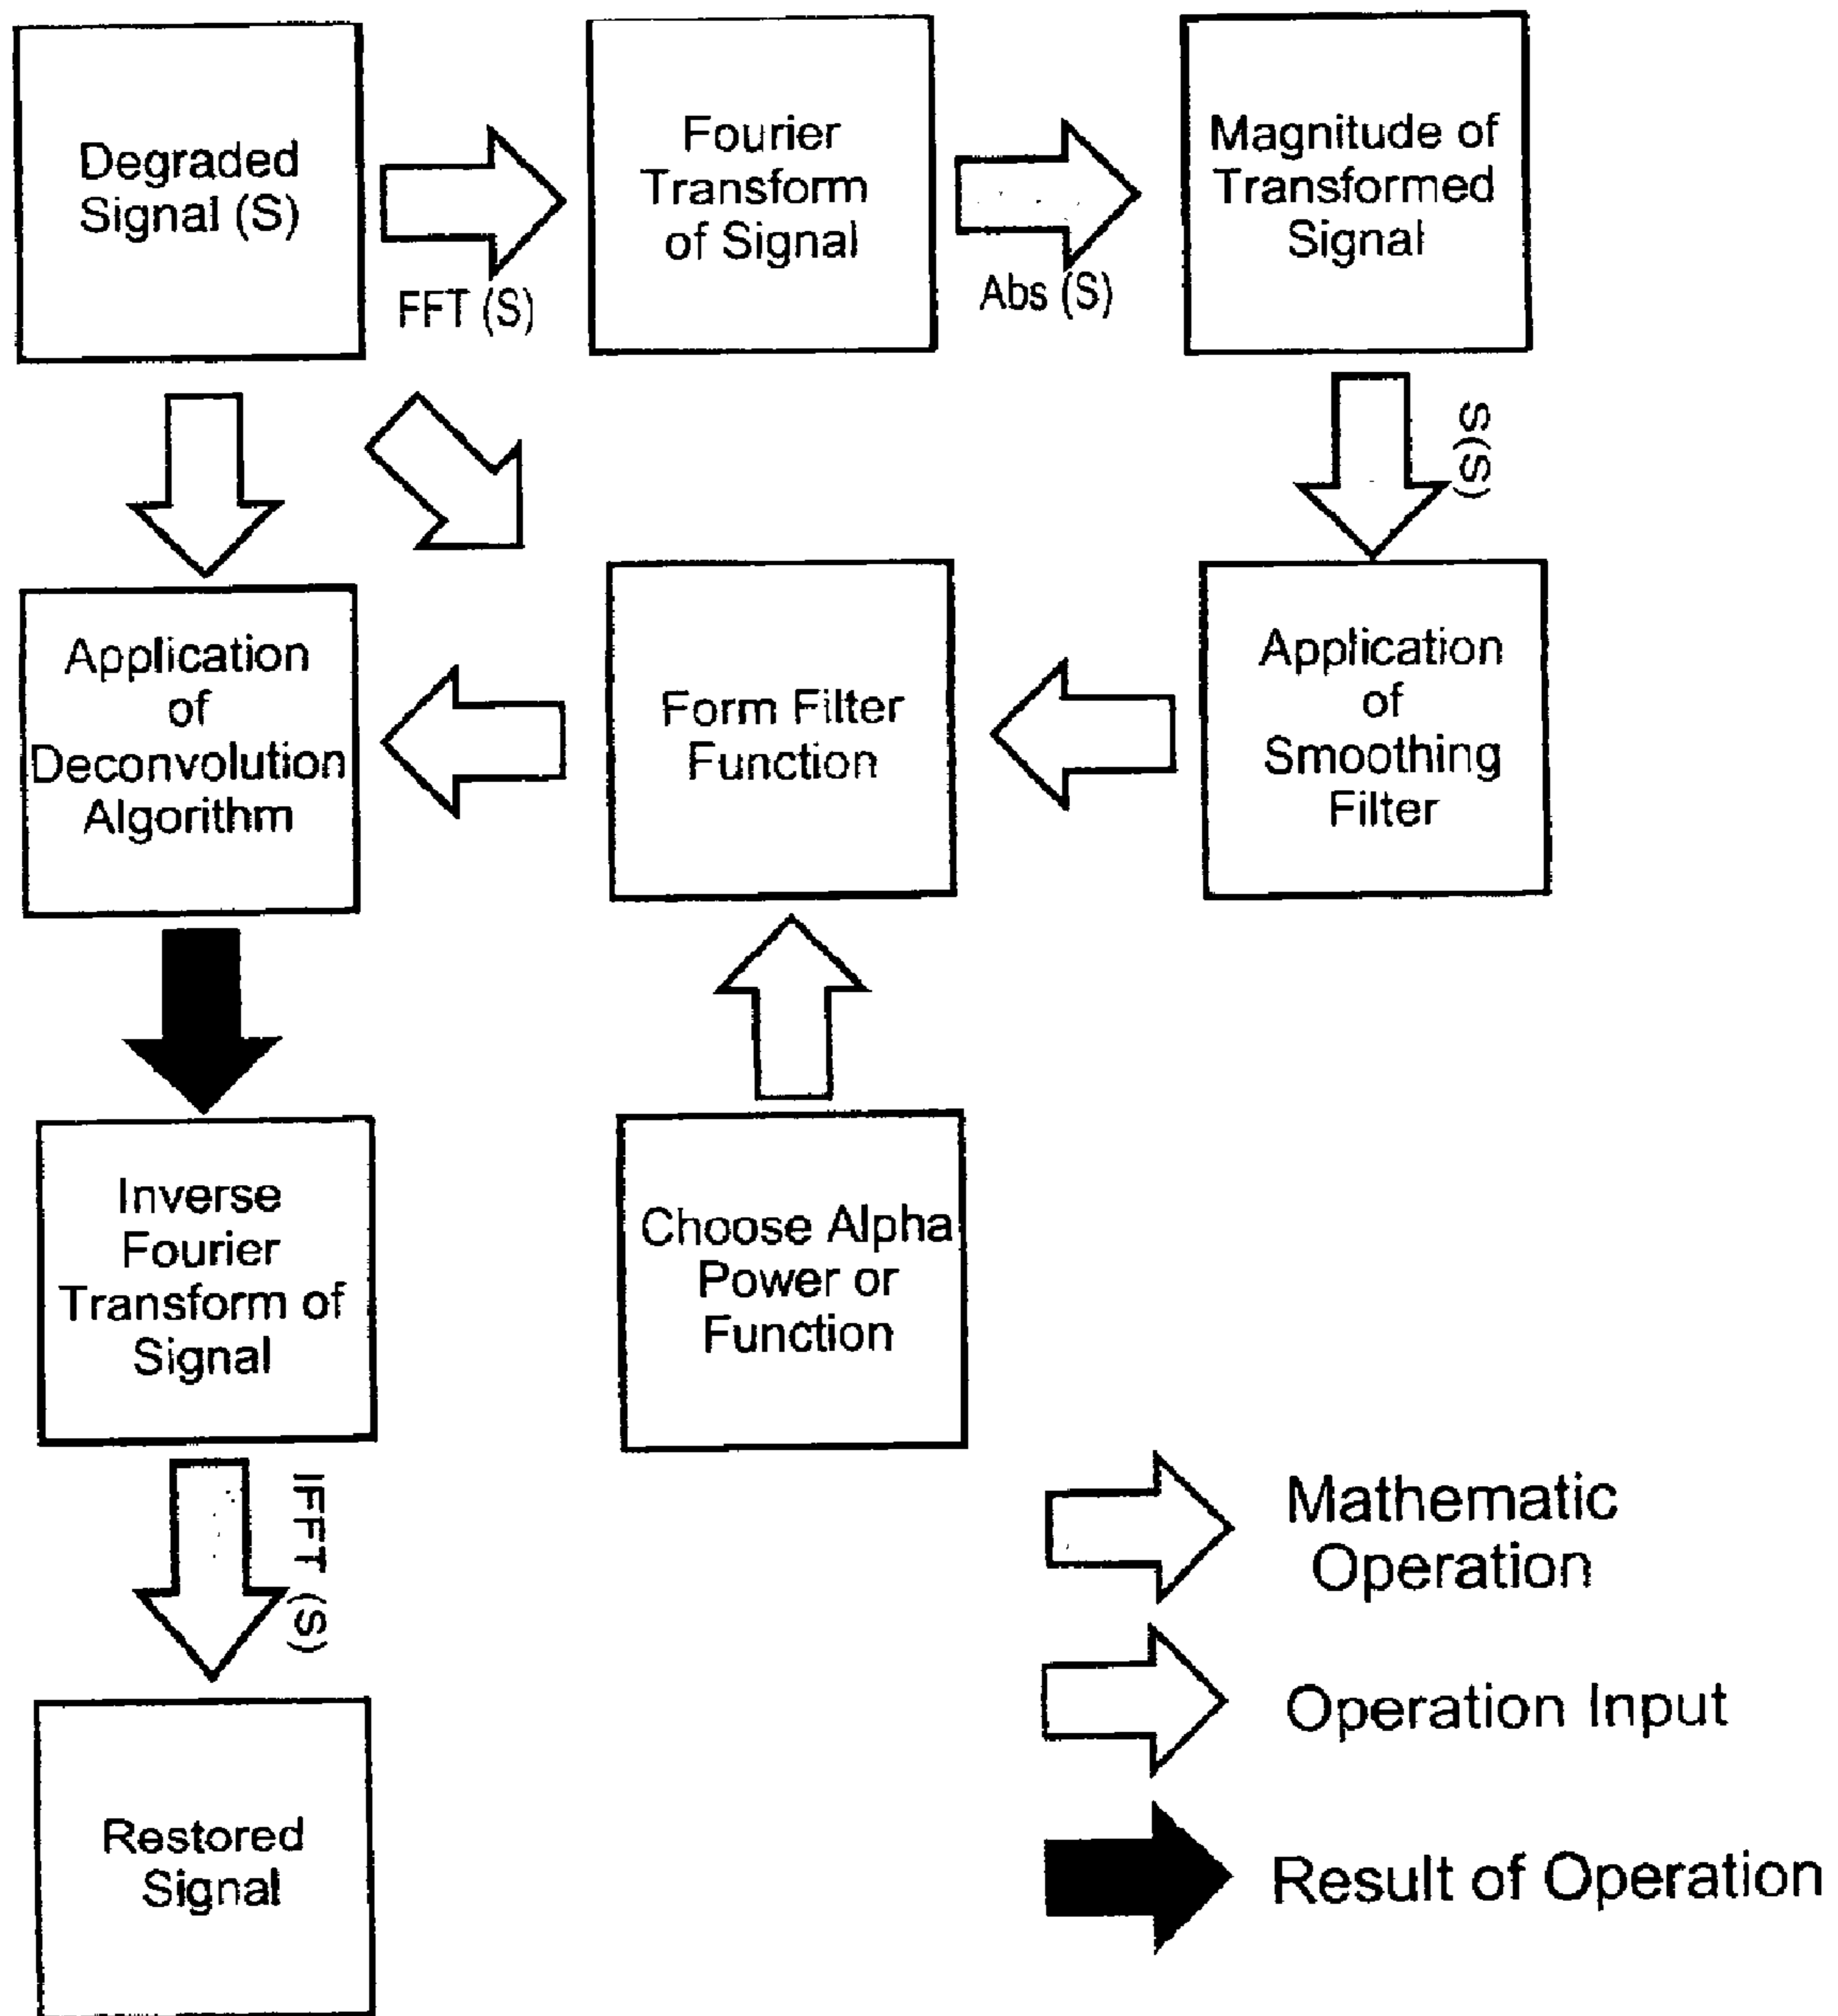 Degraded
Signal (S)
FFT (S)
Fourier
Transform
of Signal
Abs (S)
Magnitude of
Transformed
Signal
S(S)
Application
of
Deconvolution
Algorithm
Form Filter
Function
Application
of
Smoothing
Filter
Inverse
Fourier
Transform of
Signal
Choose Alpha
Power or
Function
IFFT (S)
Mathematic
Operation
Operation Input
Restored
Signal
Result of Operation